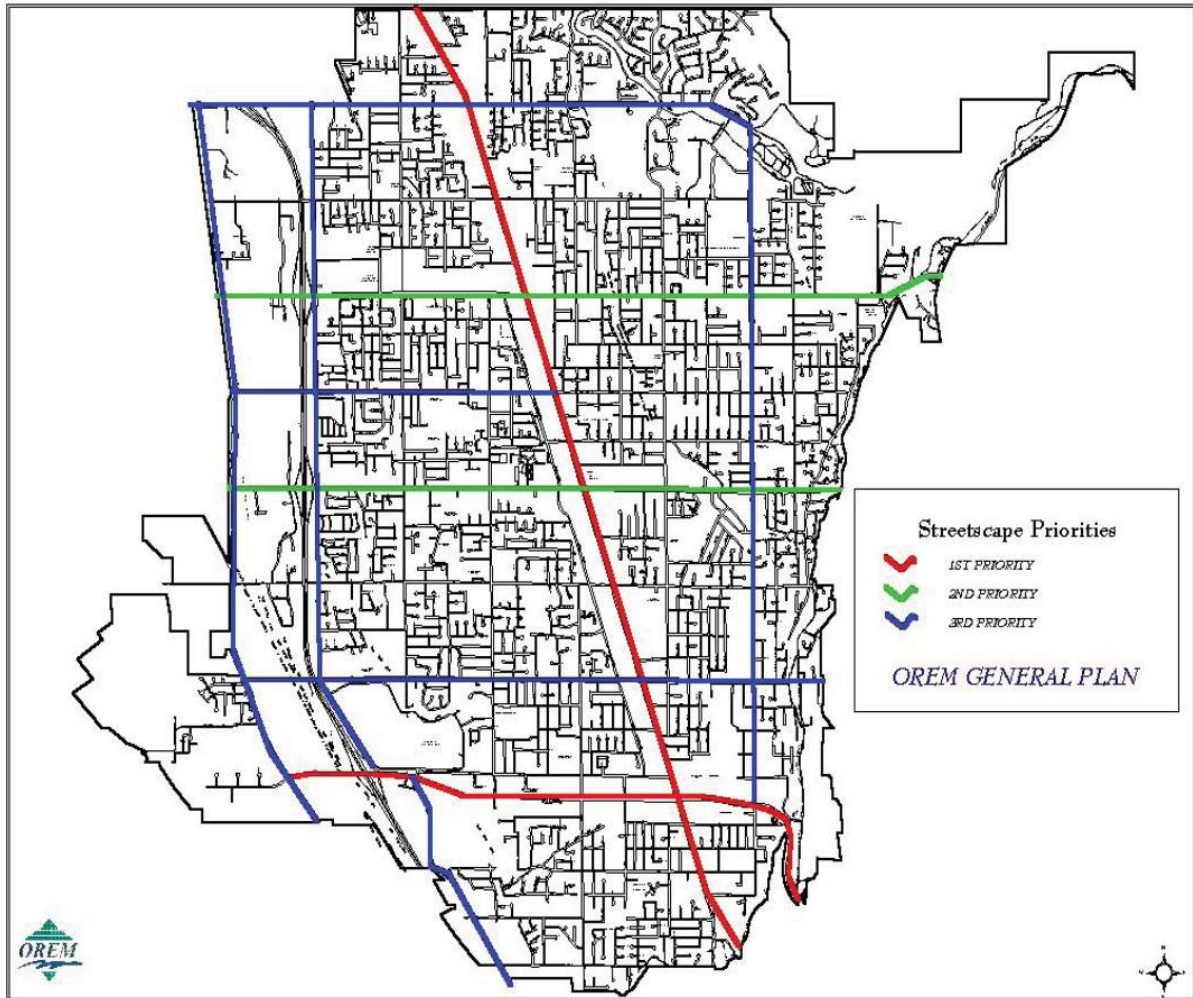 Streetscape Priorities
1ST PRIORITY
2ND PRIORITY
3RD PRIORITY
OREM GENERAL PLAN
OREM